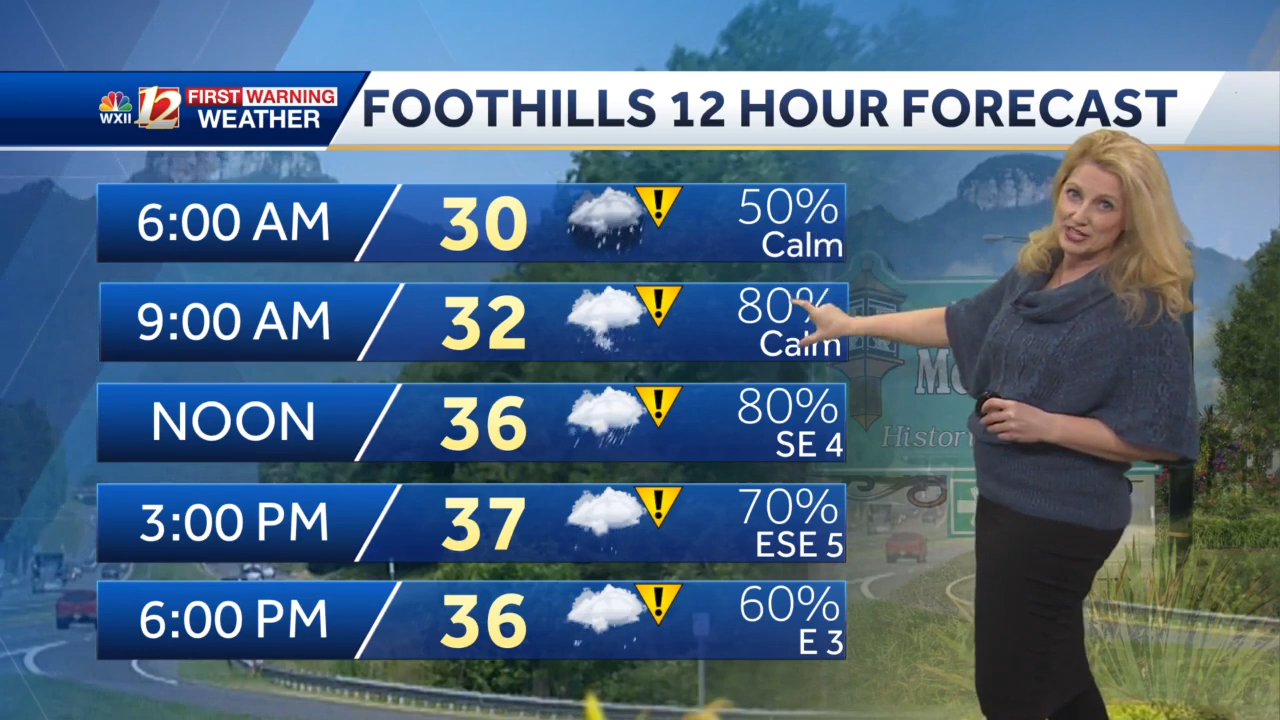 WXII 12 FIRST WARNING
WEATHER
FOOTHILLS 12 HOUR FORECAST
6:00 AM 30 ! 50%
Calm
9:00 AM 32 ! 80%
Calm
NOON 36 ! 80%
SE 4
3:00 PM 37 ! 70%
ESE 5
6:00 PM 36 ! 60%
E 3